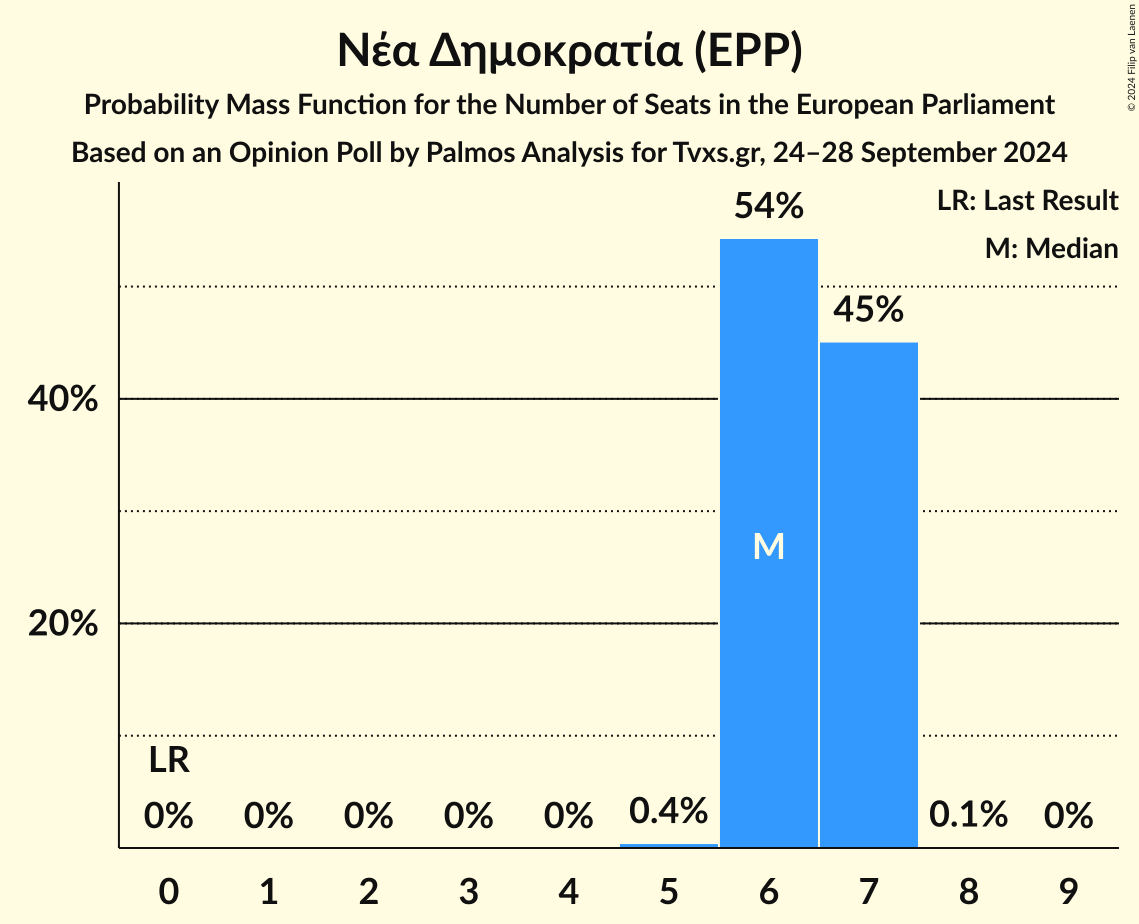 Νέα Δημοκρατία (EPP)
Probability Mass Function for the Number of Seats in the European Parliament
Based on an Opinion Poll by Palmos Analysis for Tvxs.gr, 24–28 September 2024
© 2024 Filip van Laenen
LR: Last Result
M: Median
54%
45%
40%
M
20%
LR
0% 0% 0% 0% 0% 0.4% 0.1% 0%
0 1 2 3 4 5 6 7 8 9